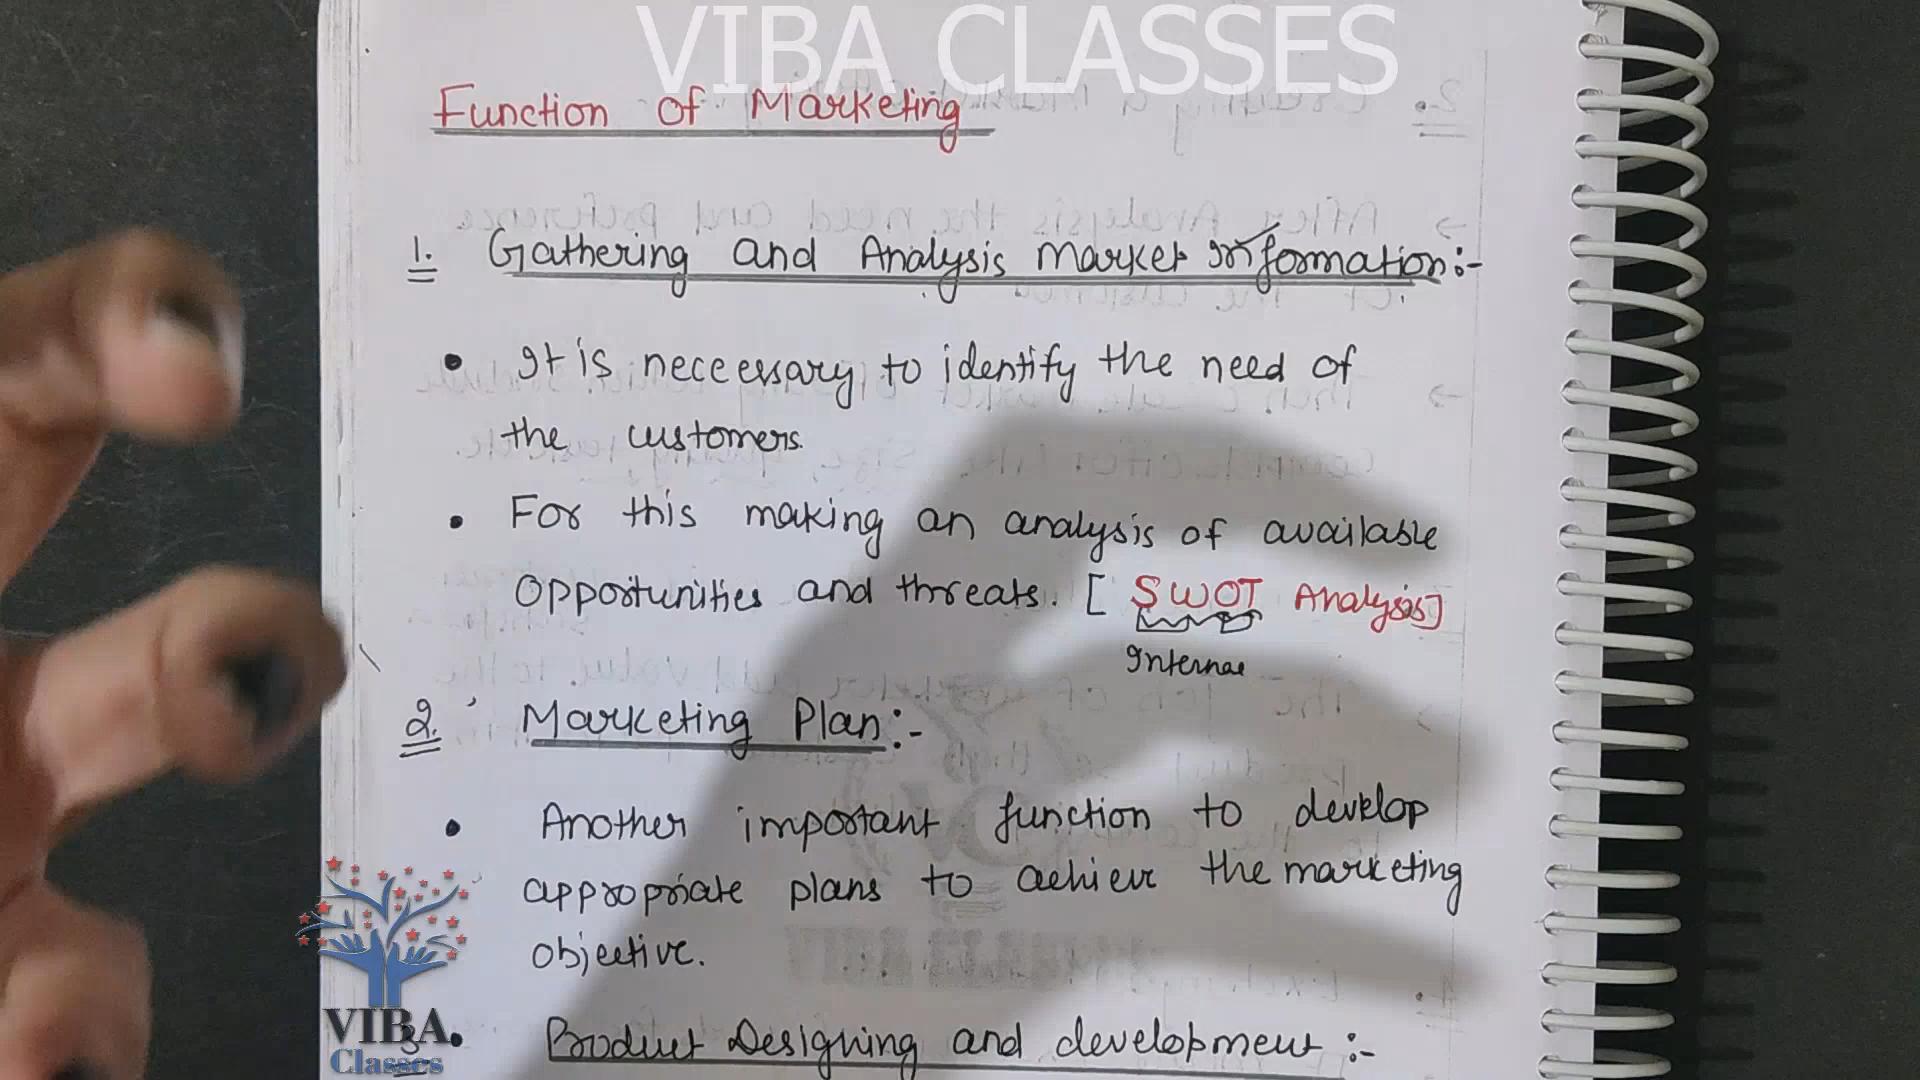 VIBA CLASSES
Function of Marketing
1. Gathering and Analysis Market Information:-
• It is neceessary to identify the need of
the customers.
• For this making an analysis of available
Opportunities and threats. [ SWOT Analysis]
Internal
2. Marketing Plan:-
• Another important function to develop
appropriate plans to achieve the marketing
objective.
3. Product Designing and development :-
VIBA
Classes